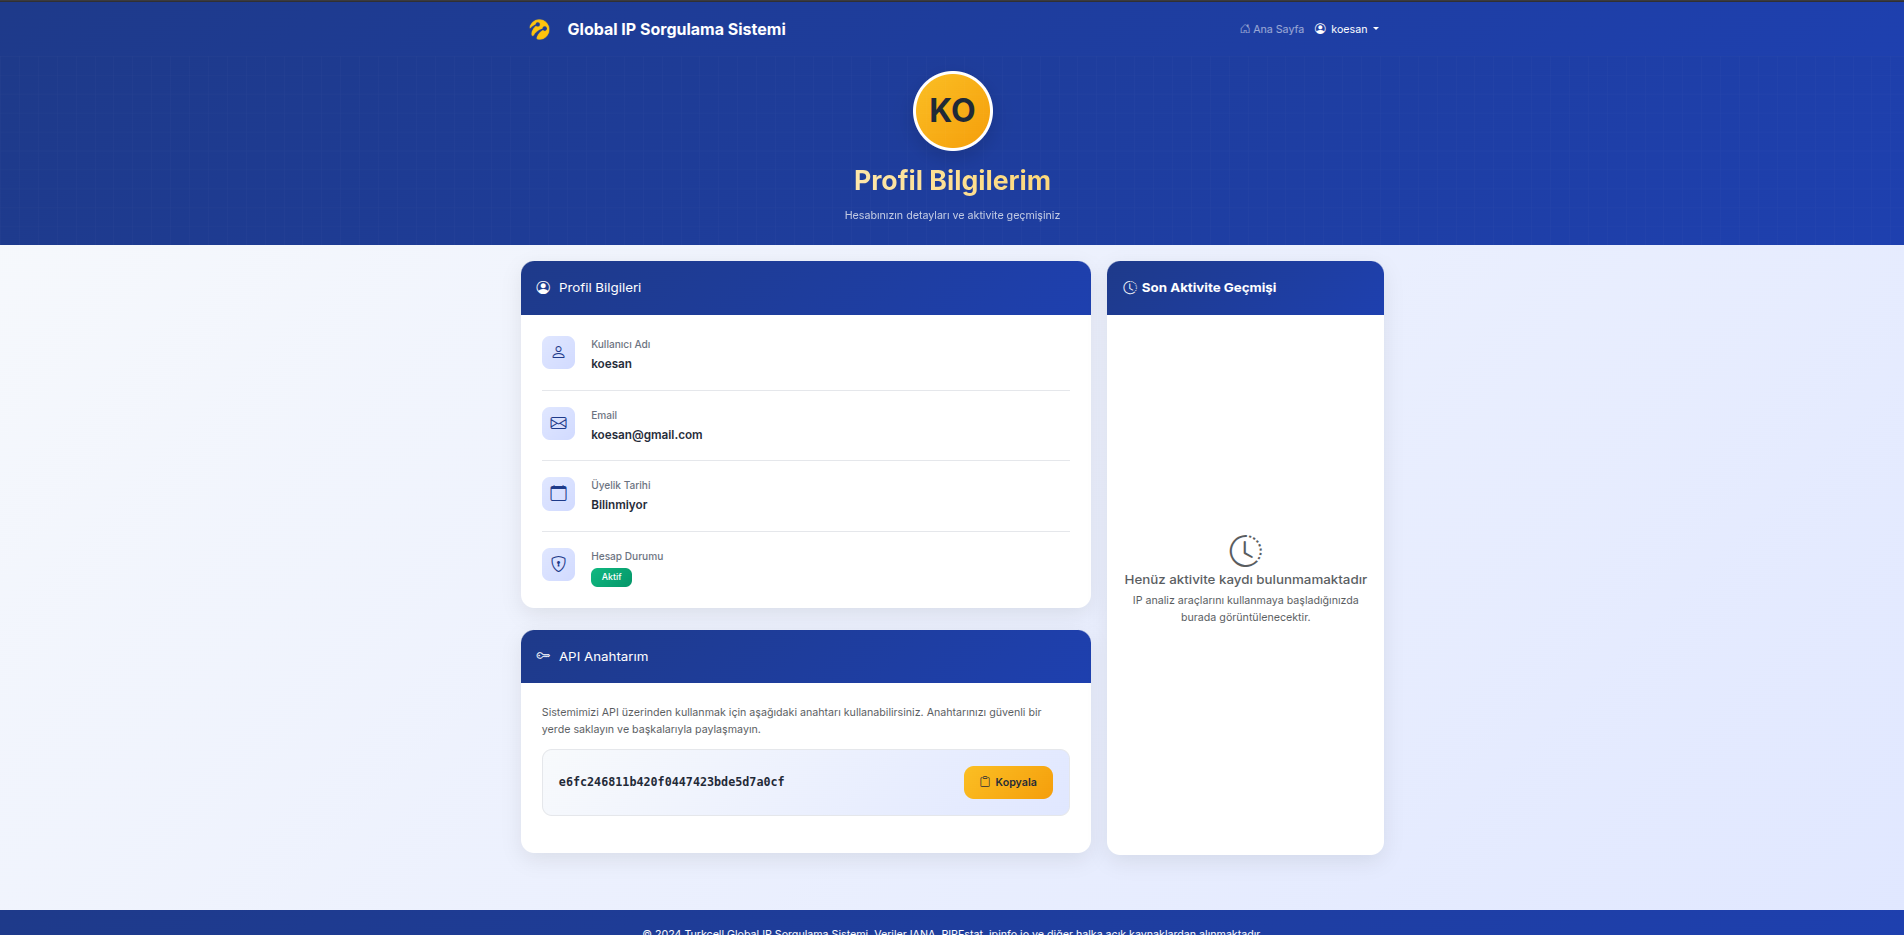 Global IP Sorgulama Sistemi
Ana Sayfa
koesan
KO
Profil Bilgilerim
Hesabınızın detayları ve aktivite geçmişiniz
Profil Bilgileri
Kullanıcı Adı
koesan
Email
koesan@gmail.com
Üyelik Tarihi
Bilinmiyor
Hesap Durumu
Aktif
API Anahtarım
Sistemimizi API üzerinden kullanmak için aşağıdaki anahtarı kullanabilirsiniz. Anahtarınızı güvenli bir
yerde saklayın ve başkalarıyla paylaşmayın.
e6fc246811b420f0447423bde5d7a0cf
Kopyala
Son Aktivite Geçmişi
Henüz aktivite kaydı bulunmamaktadır
IP analiz araçlarını kullanmaya başladığınızda
burada görüntülenecektir.
© 2024 Turkcell Global IP Sorgulama Sistemi. Veriler IANA, RIPEstat, ipinfo.io ve diğer halka açık kaynaklardan alınmaktadır.